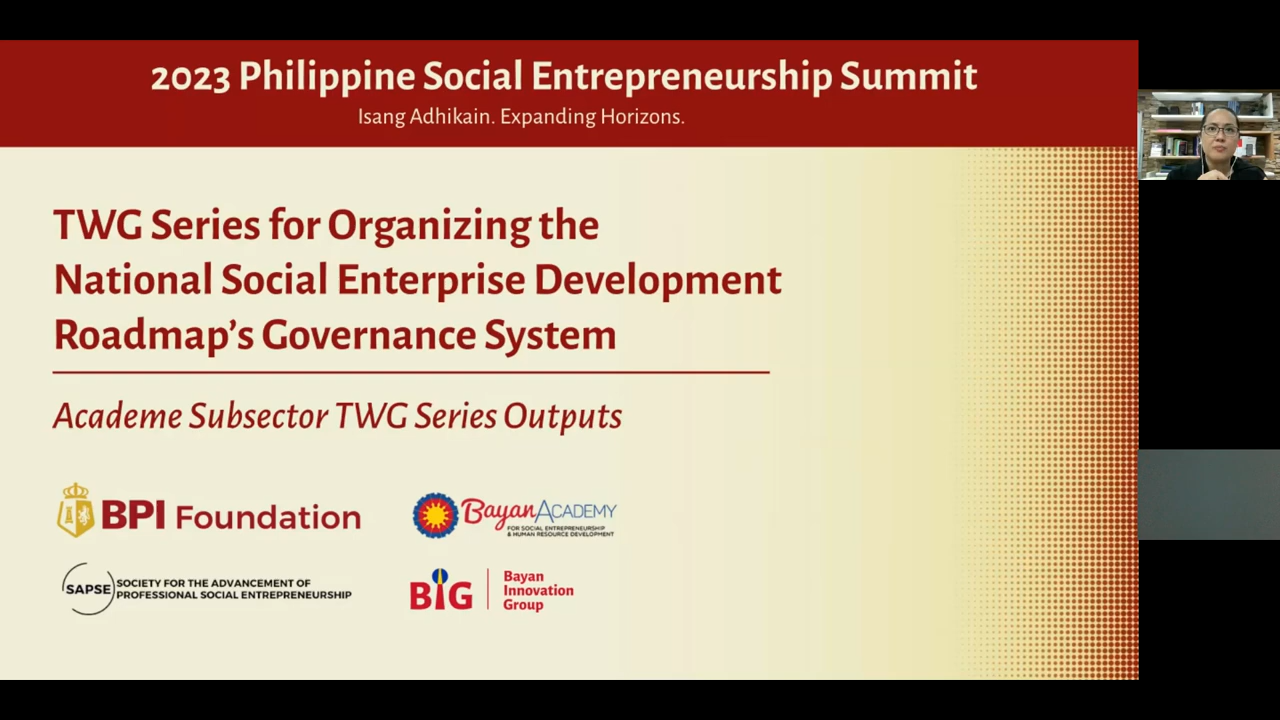 2023 Philippine Social Entrepreneurship Summit
Isang Adhikain. Expanding Horizons.
TWG Series for Organizing the
National Social Enterprise Development
Roadmap's Governance System
Academe Subsector TWG Series Outputs
BPI Foundation
Bayan ACADEMY
FOR SOCIAL ENTREPRENEURSHIP
& HUMAN RESOURCE DEVELOPMENT
SAPSE SOCIETY FOR THE ADVANCEMENT OF
PROFESSIONAL SOCIAL ENTREPRENEURSHIP
BIG
Bayan
Innovation
Group